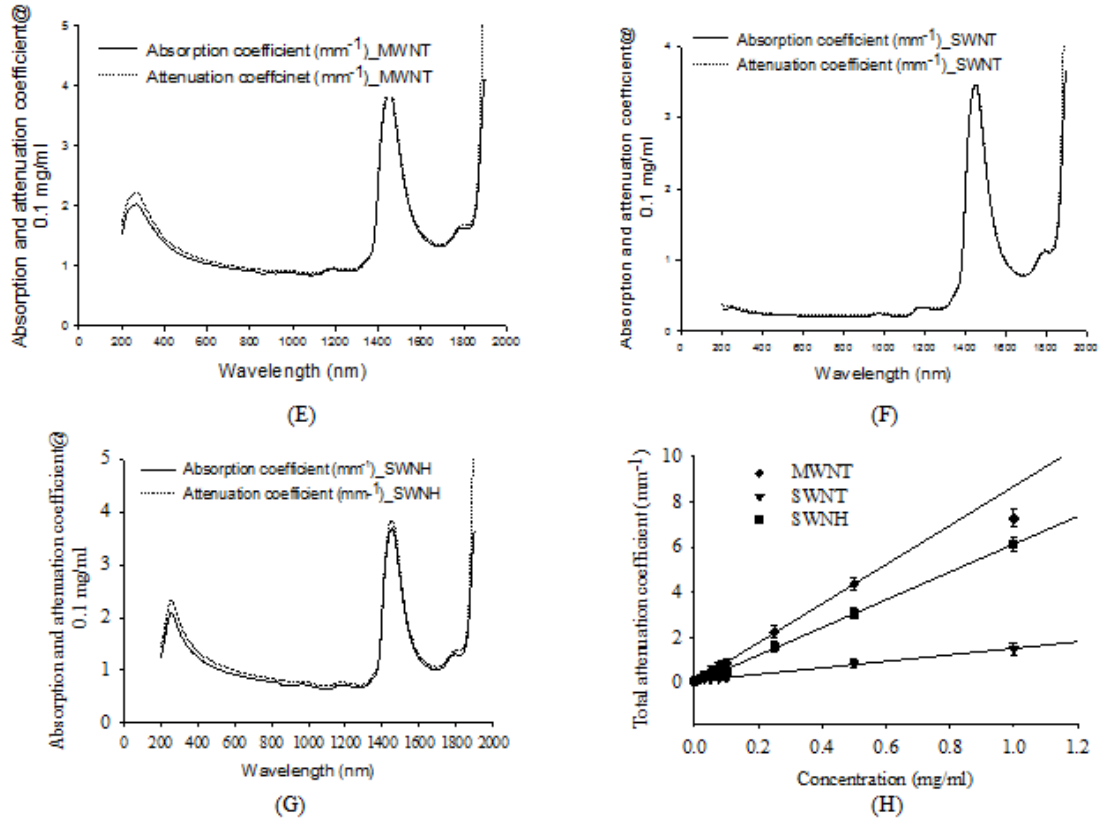 Absorption and attenuation coefficient@
0.1 mg/ml
5
4
3
2
1
0
Absorption coefficient (mm⁻¹)_MWNT
Attenuation coeffcinet (mm⁻¹)_MWNT
0 200 400 600 800 1000 1200 1400 1600 1800 2000
Wavelength (nm)
(E)
Absorption and attenuation coefficient@
0.1 mg/ml
4
3
2
1
0
Absorption coefficient (mm⁻¹)_SWNT
Attenuation coefficient (mm⁻¹)_SWNT
0 200 400 600 800 1000 1200 1400 1600 1800 2000
Wavelength (nm)
(F)
Absorption and attenuation coefficient@
0.1 mg/ml
5
4
3
2
1
0
Absorption coefficient (mm⁻¹)_SWNH
Attenuation coefficient (mm-¹)_SWNH
0 200 400 600 800 1000 1200 1400 1600 1800 2000
Wavelength (nm)
(G)
Total attenuation coefficient (mm⁻¹)
10
8
6
4
2
0
MWNT
SWNT
SWNH
0.0 0.2 0.4 0.6 0.8 1.0 1.2
Concentration (mg/ml)
(H)